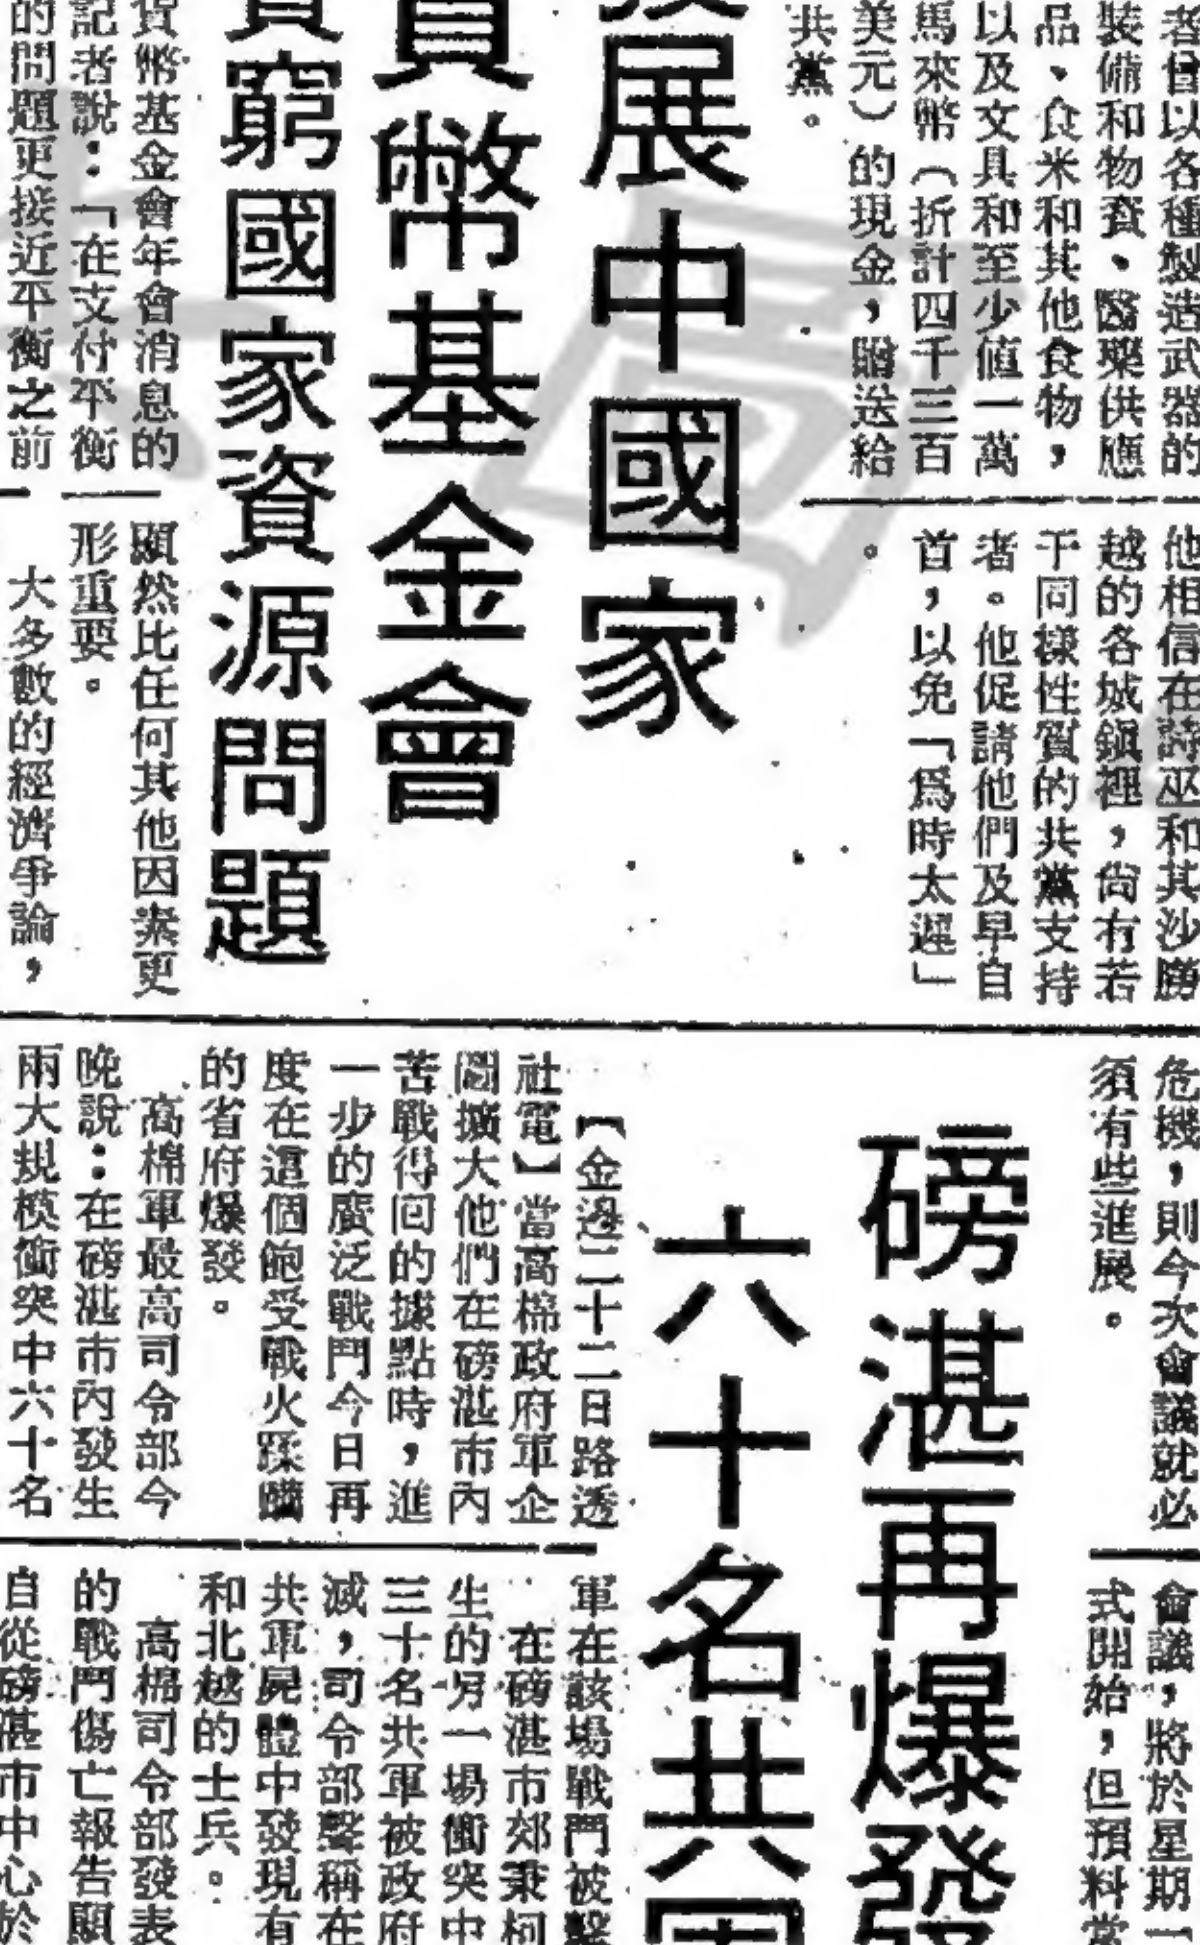 者曾以各種製造武器的
裝備和物資、醫藥供應
品、食米和其他食物,
以及文具和至少値一萬
馬來幣(折計四千三百
美元)的現金,贈送給
共黨。
他相信在詩巫和其沙勝
越的各城鎭裡,尙有若
干同樣性質的共黨支持
者。他促請他們及早自
首,以免「爲時太遲」
。
展中國家
貨幣基金會
貧窮國家資源問題
貨幣基金會年會消息的
記者說:「在支付平衡
的問題更接近平衡之前
顯然比任何其他因素更
形重要。
大多數的經濟爭論,
危機,則今次會議就必
須有些進展。
會議,將於星期一
式開始,但預料當
磅湛再爆發
六十名共軍
【金邊二十二日路透
社電】當高棉政府軍企
圖擴大他們在磅湛市內
苦戰得回的據點時,進
一步的廣泛戰鬥今日再
度在這個飽受戰火蹂躪
的省府爆發。
高棉軍最高司令部今
晚說:在磅湛市內發生
兩大規模衝突中六十名
軍在該場戰鬥被擊
在磅湛市郊秉柯
生的另一場衝突中
三十名共軍被政府
滅,司令部聲稱在
共軍屍體中發現有
和北越的士兵。
高棉司令部發表
的戰鬥傷亡報告顯
自從磅湛市中心於